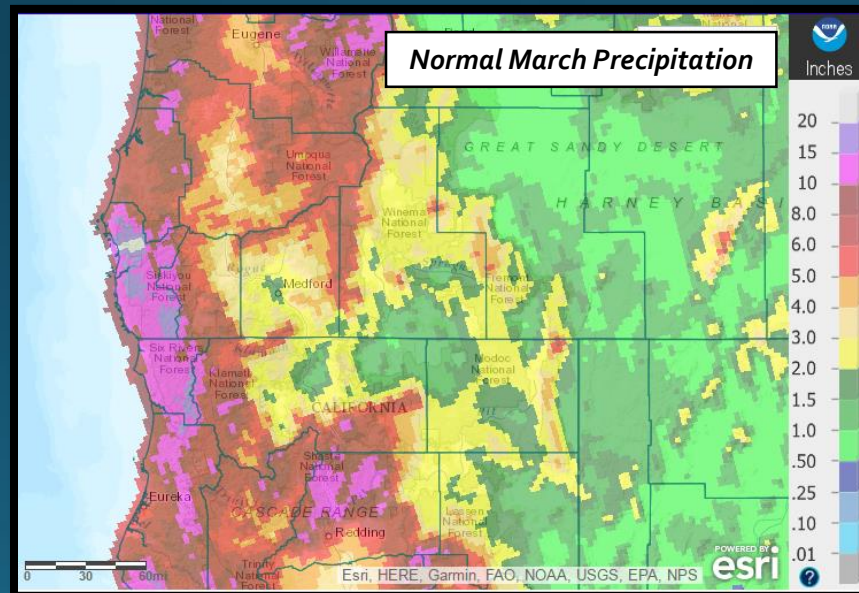 National
Forest
Eugene
Willamette
National
Forest
Normal March Precipitation
NOAA
Inches
20
15
10
8.0
6.0
5.0
4.0
3.0
2.0
1.5
1.0
.50
.25
.10
.01
?
GREAT SANDY DESERT
Umpqua
National
Forest
HARNEY BASI
Winema
National
Forest
Rogue
Medford
Fremont
National
Forest
Siskiyou
National
Forest
Six Rivers
National
Forest
Klamath
National
Forest
Modoc
National
Forest
CALIFORNIA
Shasta
National
Forest
Eureka
CASCADE RANGE
Redding
Lassen
National
Forest
Trinity
National
Forest
0 30 60mi
Esri, HERE, Garmin, FAO, NOAA, USGS, EPA, NPS
POWERED BY
esri